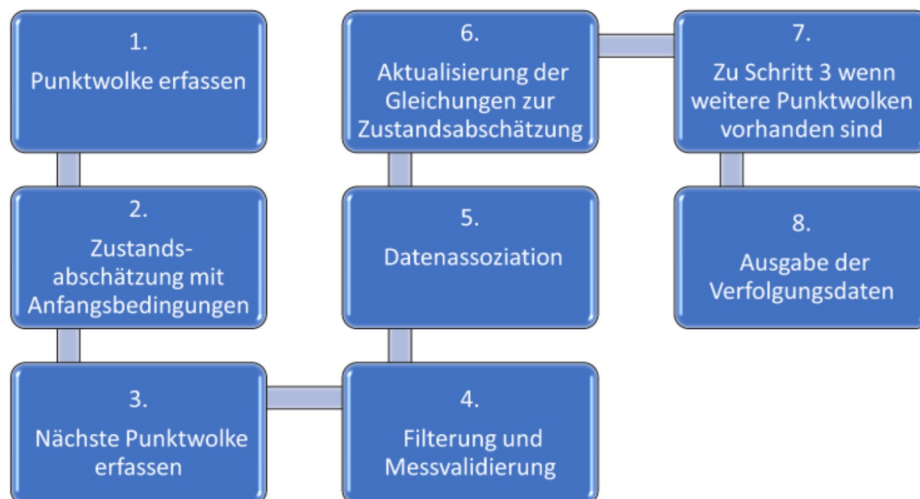 1.
Punktwolke erfassen
2.
Zustands-
abschätzung mit
Anfangsbedingungen
3.
Nächste Punktwolke
erfassen
4.
Filterung und
Messvalidierung
5.
Datenassoziation
6.
Aktualisierung der
Gleichungen zur
Zustandsabschätzung
7.
Zu Schritt 3 wenn
weitere Punktwolken
vorhanden sind
8.
Ausgabe der
Verfolgungsdaten